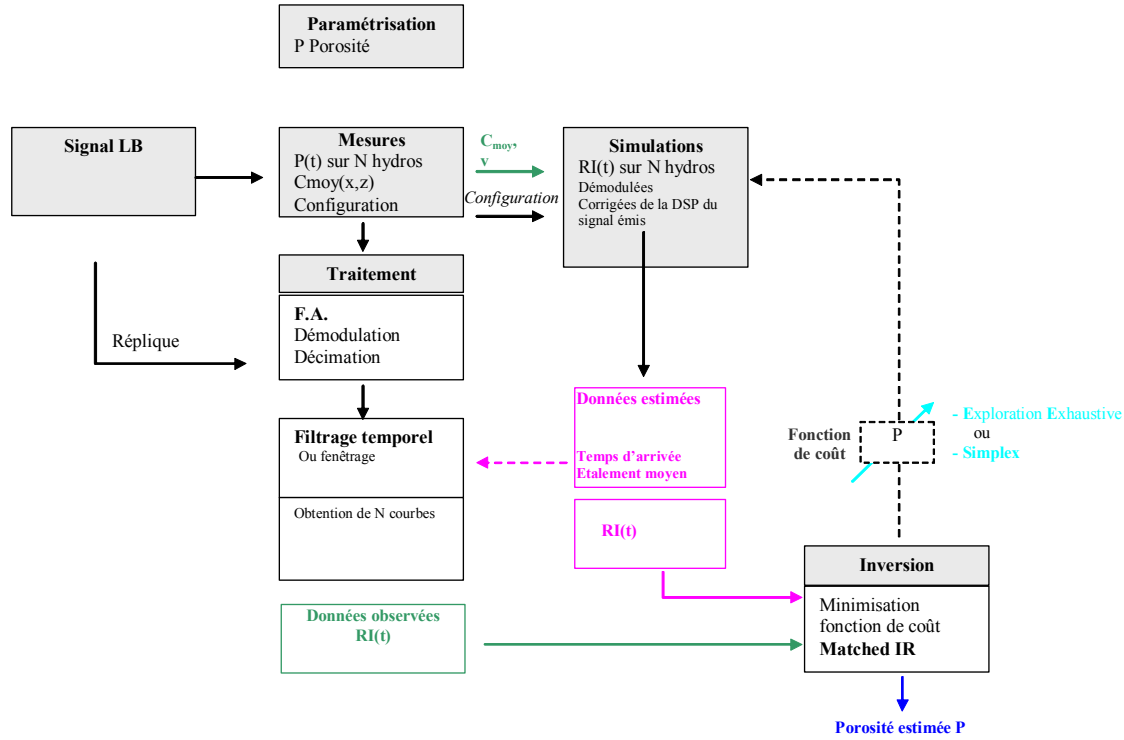 Paramétrisation
P Porosité
Signal LB
Mesures
P(t) sur N hydros
Cmoy(x,z)
Configuration
Cmoy,
v
Configuration
Simulations
RI(t) sur N hydros
Démodulées
Corrigées de la DSP du
signal émis
Traitement
F.A.
Démodulation
Décimation
Réplique
Filtrage temporel
Ou fenêtrage
Obtention de N courbes
Données estimées
Temps d'arrivée
Etalement moyen
RI(t)
Fonction
de coût
P
- Exploration Exhaustive
ou
- Simplex
Inversion
Minimisation
fonction de coût
Matched IR
Données observées
RI(t)
Porosité estimée P